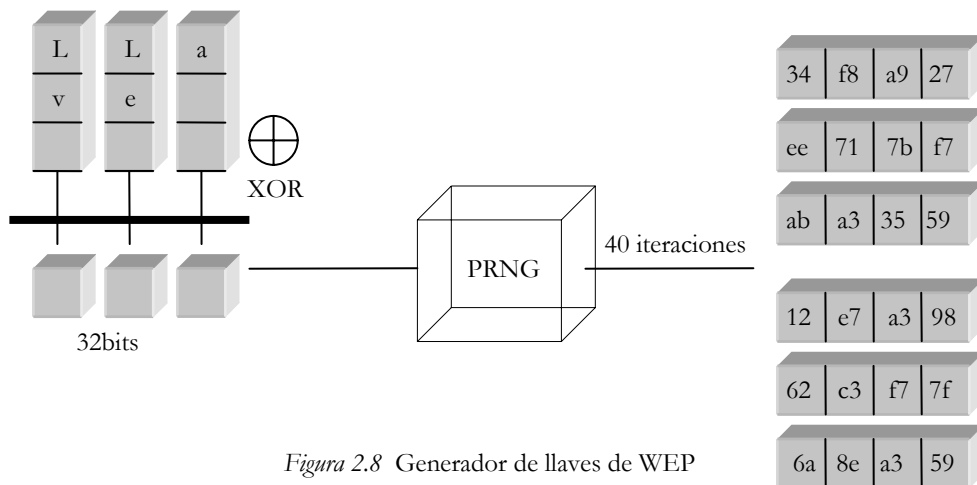 L L a
v e
XOR
32bits
PRNG
40 iteraciones
34 f8 a9 27
ee 71 7b f7
ab a3 35 59
12 e7 a3 98
62 c3 f7 7f
6a 8e a3 59
Figura 2.8 Generador de llaves de WEP